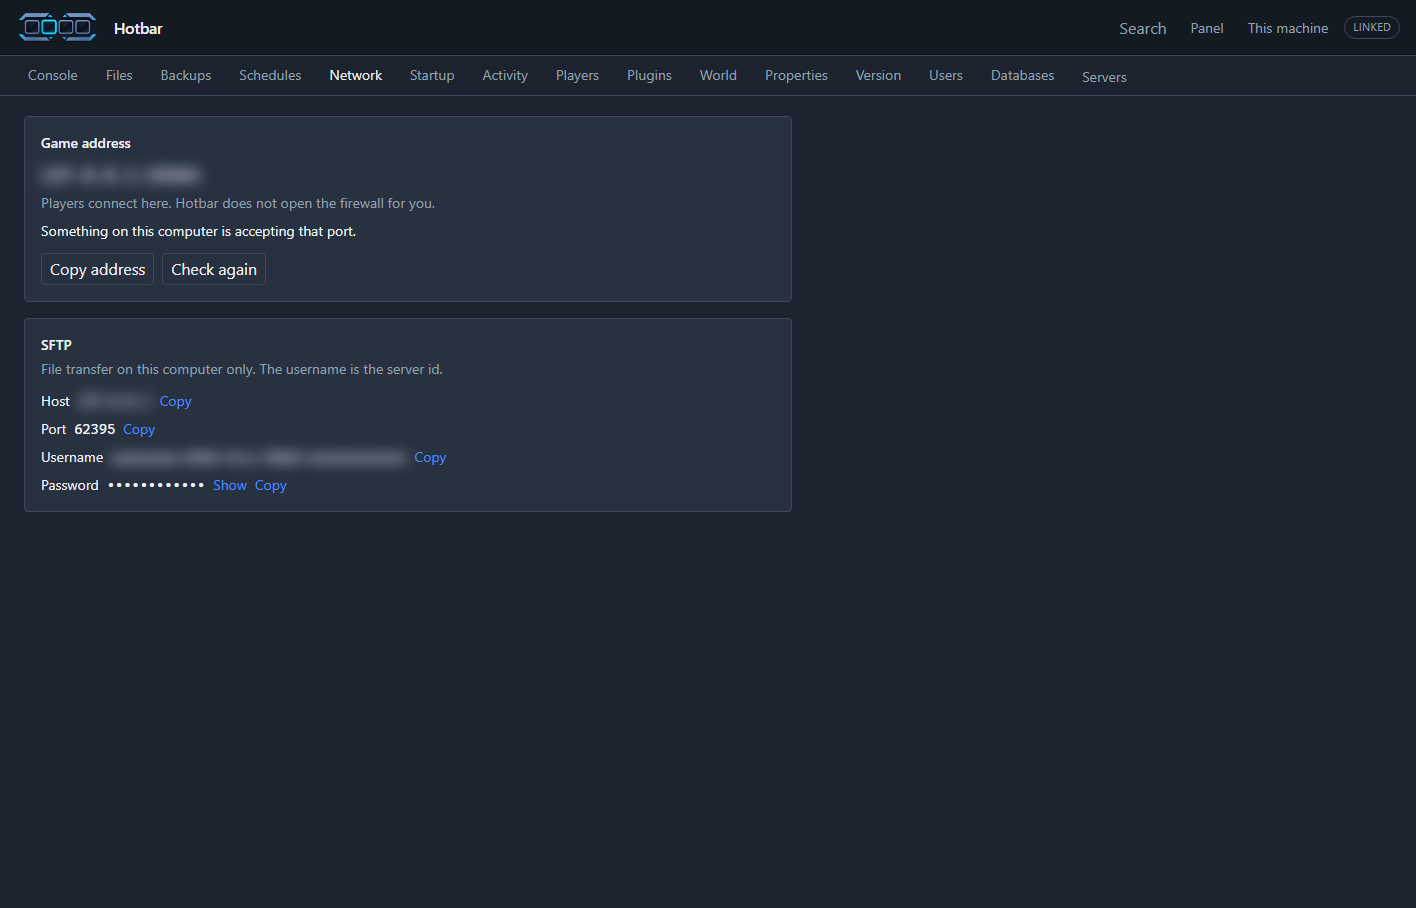 Hotbar
Search Panel This machine LINKED
Console Files Backups Schedules Network Startup Activity Players Plugins World Properties Version Users Databases Servers
Game address
Players connect here. Hotbar does not open the firewall for you.
Something on this computer is accepting that port.
Copy address Check again
SFTP
File transfer on this computer only. The username is the server id.
Host Copy
Port 62395 Copy
Username Copy
Password •••••••••••• Show Copy